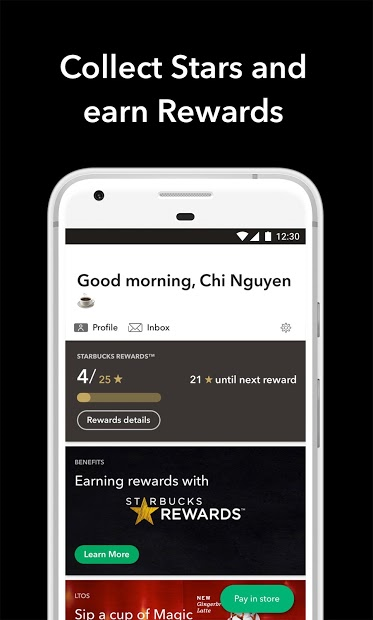 Collect Stars and
earn Rewards
12:30
Good morning, Chi Nguyen
Profile Inbox
STARBUCKS REWARDS™
4/25★ 21★until next reward
Rewards details
BENEFITS
Earning rewards with
STARBUCKS
REWARDS™
Learn More
LTOS
Sip a cup of Magic
NEW
Latte
Pay in store